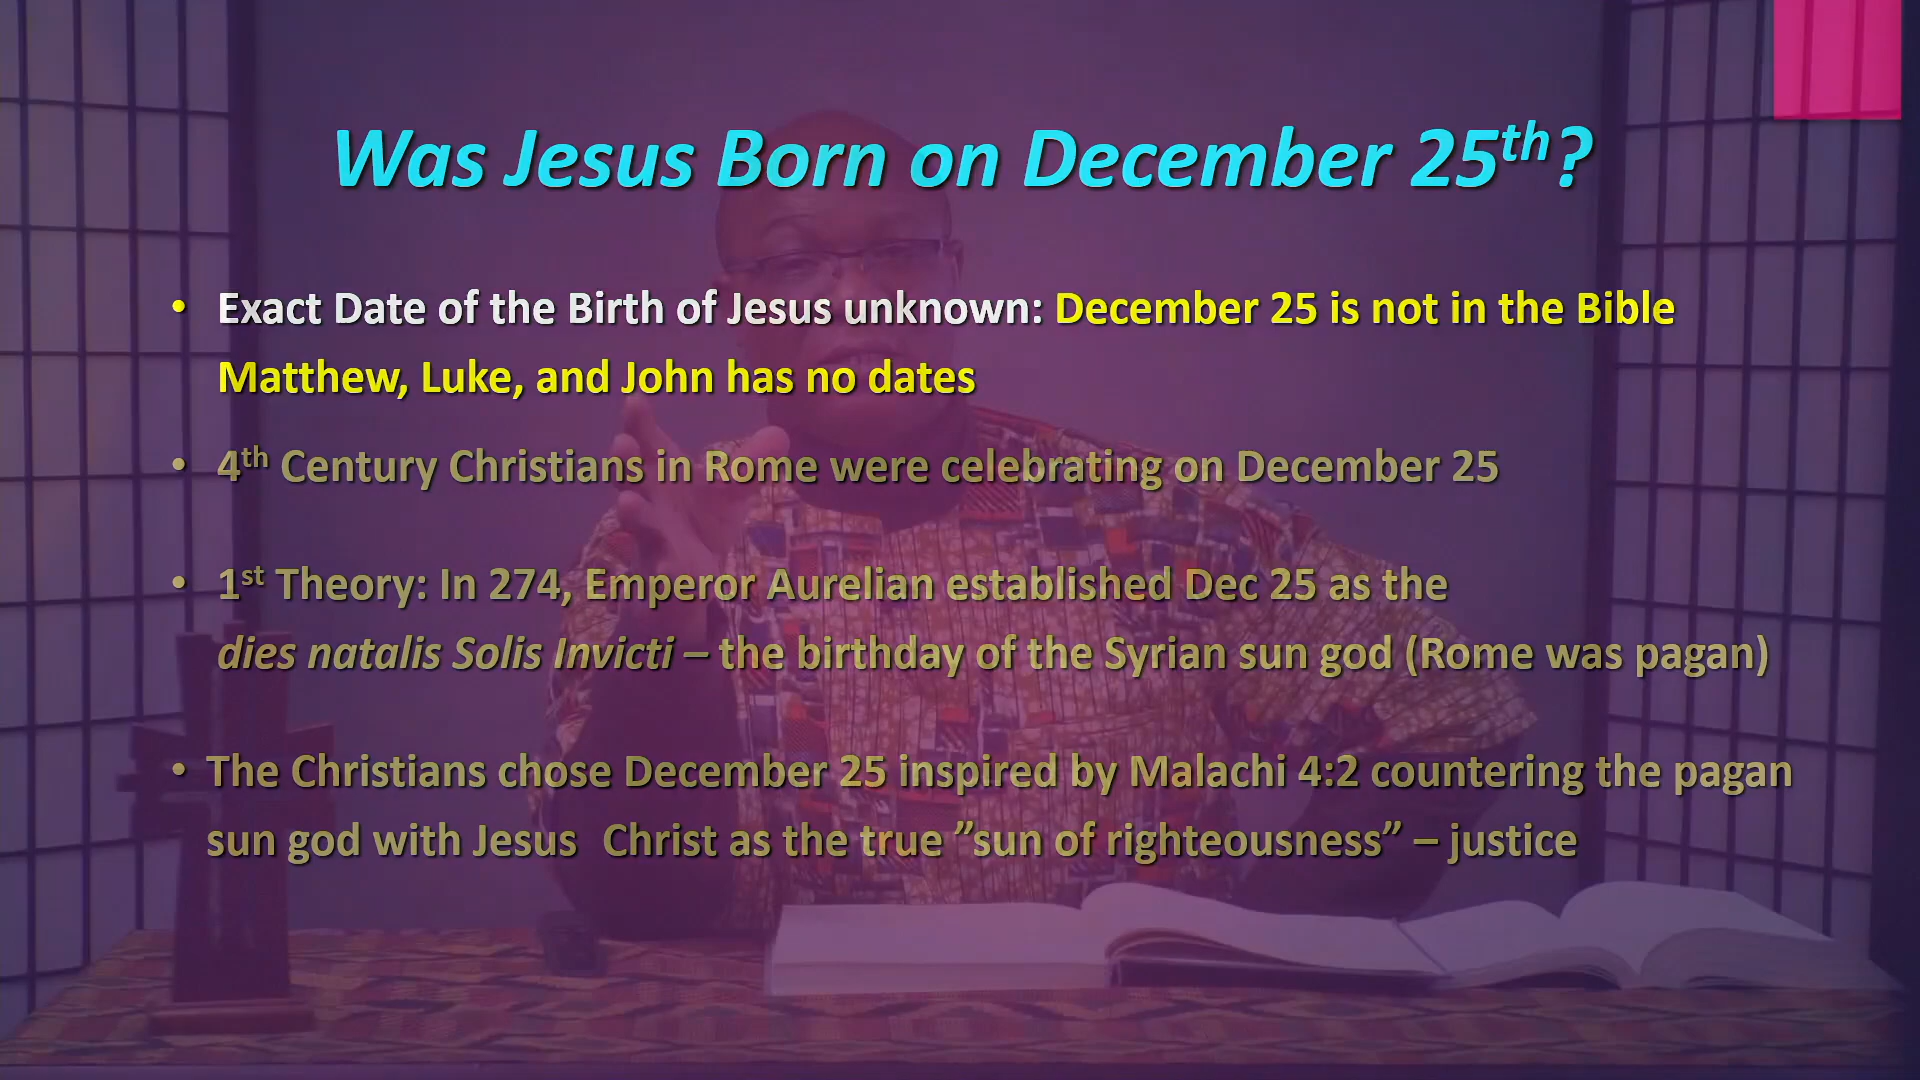 Was Jesus Born on December 25th?
• Exact Date of the Birth of Jesus unknown: December 25 is not in the Bible
Matthew, Luke, and John has no dates
• 4th Century Christians in Rome were celebrating on December 25
• 1st Theory: In 274, Emperor Aurelian established Dec 25 as the
dies natalis Solis Invicti – the birthday of the Syrian sun god (Rome was pagan)
• The Christians chose December 25 inspired by Malachi 4:2 countering the pagan
sun god with Jesus  Christ as the true ”sun of righteousness” – justice